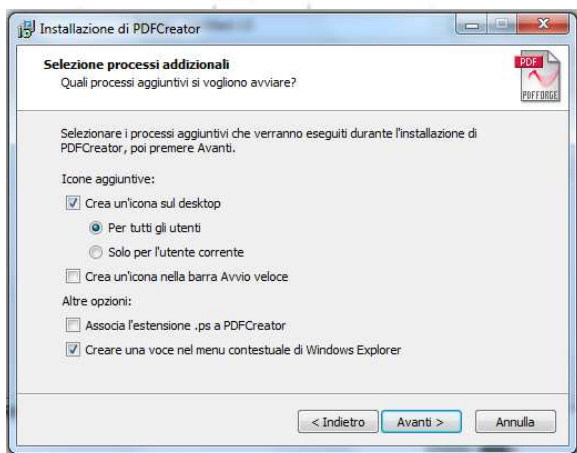 Installazione di PDFCreator
Selezione processi addizionali
Quali processi aggiuntivi si vogliono avviare?
PDF
PDFFORGE
Selezionare i processi aggiuntivi che verranno eseguiti durante l'installazione di
PDFCreator, poi premere Avanti.
Icone aggiuntive:
Crea un'icona sul desktop
Per tutti gli utenti
Solo per l'utente corrente
Crea un'icona nella barra Avvio veloce
Altre opzioni:
Associa l'estensione .ps a PDFCreator
Creare una voce nel menu contestuale di Windows Explorer
< Indietro
Avanti >
Annulla